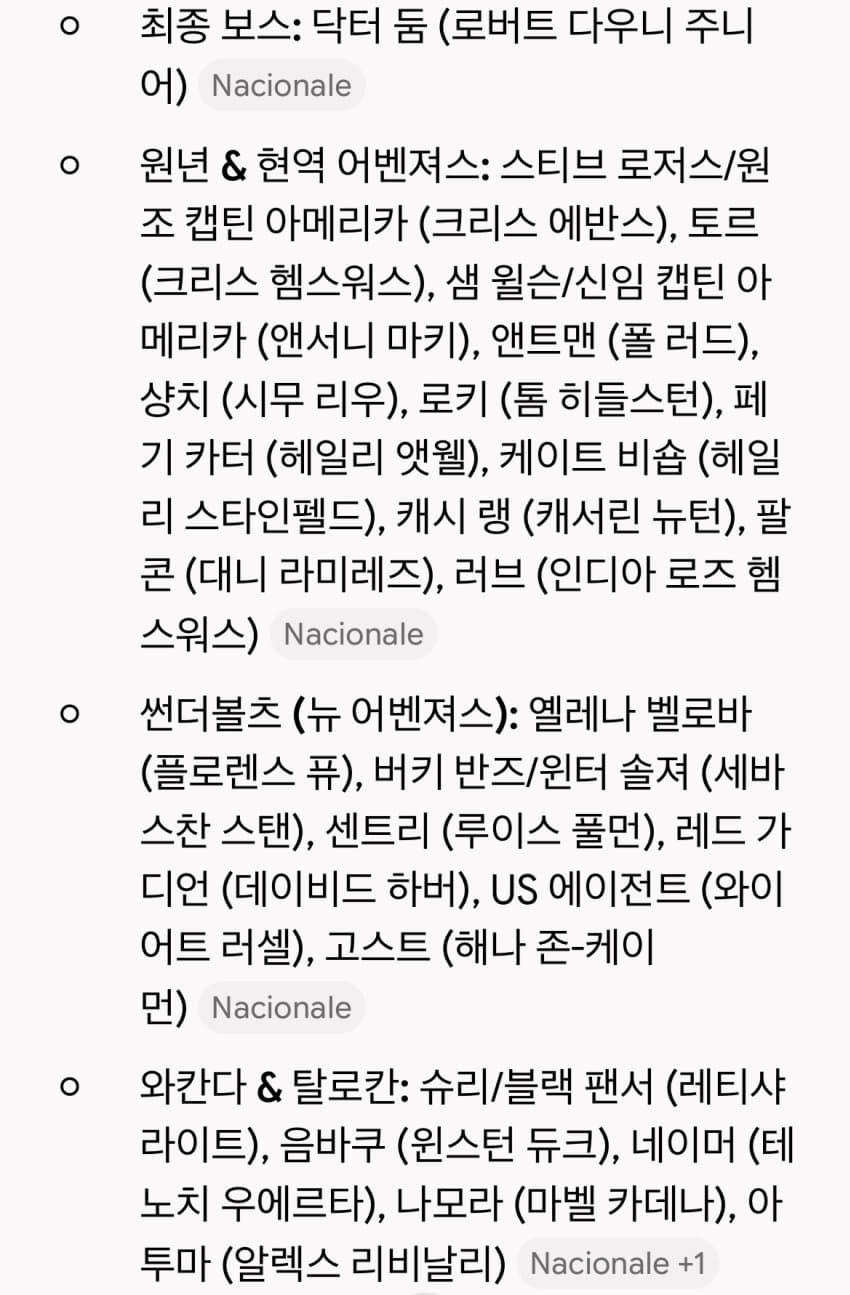 최종 보스: 닥터 둠 (로버트 다우니 주니
어) Nacionale
원년 & 현역 어벤져스: 스티브 로저스/원
조 캡틴 아메리카 (크리스 에반스), 토르
(크리스 헴스워스), 샘 윌슨/신임 캡틴 아
메리카 (앤서니 마키), 앤트맨 (폴 러드),
샹치 (시무 리우), 로키 (톰 히들스턴), 페
기 카터 (헤일리 앳웰), 케이트 비숍 (헤일
리 스타인펠드), 캐시 랭 (캐서린 뉴턴), 팔
콘 (대니 라미레즈), 러브 (인디아 로즈 헴
스워스) Nacionale
썬더볼츠 (뉴 어벤져스): 옐레나 벨로바
(플로렌스 퓨), 버키 반즈/윈터 솔져 (세바
스찬 스탠), 센트리 (루이스 풀먼), 레드 가
디언 (데이비드 하버), US 에이전트 (와이
어트 러셀), 고스트 (해나 존-케이
먼) Nacionale
와칸다 & 탈로칸: 슈리/블랙 팬서 (레티샤
라이트), 음바쿠 (윈스턴 듀크), 네이머 (테
노치 우에르타), 나모라 (마벨 카데나), 아
투마 (알렉스 리비날리) Nacionale +1